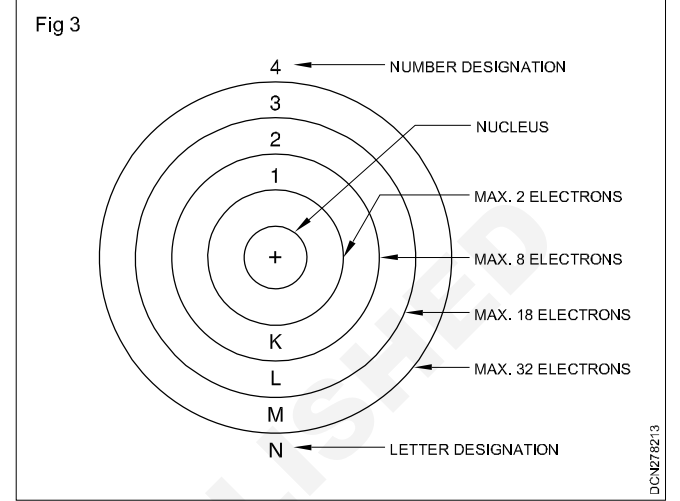 Fig 3
4 NUMBER DESIGNATION
3
NUCLEUS
2
1
MAX. 2 ELECTRONS
+
MAX. 8 ELECTRONS
MAX. 18 ELECTRONS
K
MAX. 32 ELECTRONS
L
M
N LETTER DESIGNATION
DCN278213